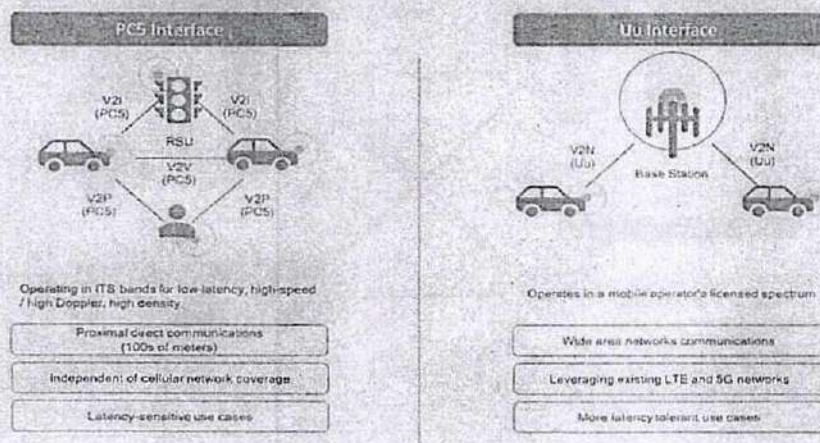 PC5 Interface
V2I
(PC5)
V2I
(PC5)
RSU
V2V
(PC5)
V2P
(PC5)
V2P
(PC5)
Operating in ITS bands for low-latency, high-speed
/ high Doppler, high density.
Proximal direct communications
(100s of meters)
Independent of cellular network coverage
Latency-sensitive use cases
Uu Interface
V2N
(Uu)
V2N
(Uu)
Base Station
Operates in a mobile operator's licensed spectrum
Wide area networks communications
Leveraging existing LTE and 5G networks
More latency tolerant use cases